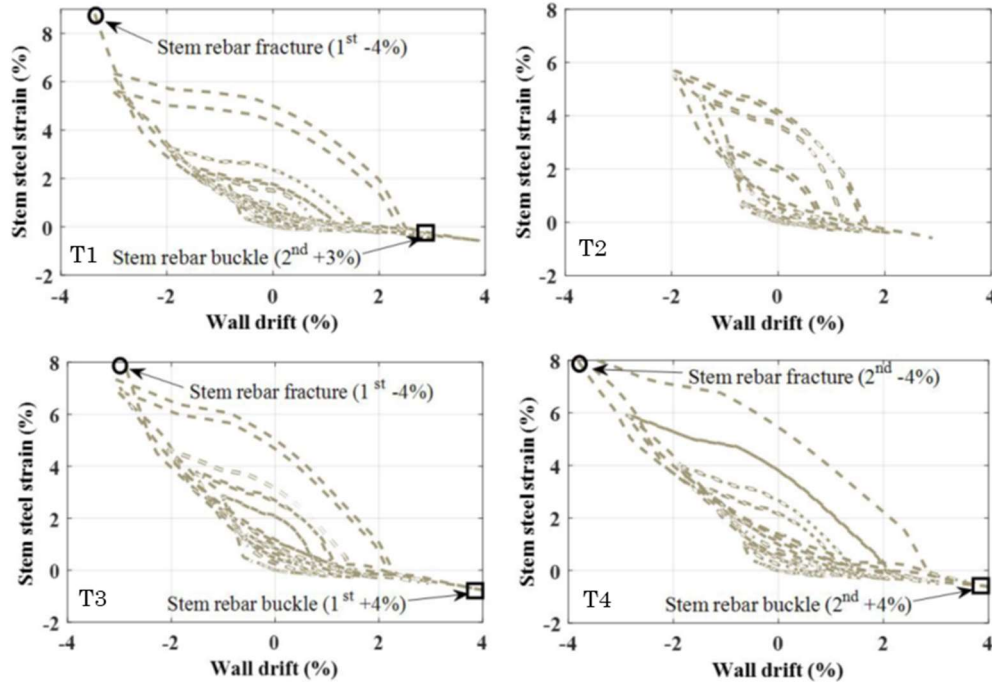 8
6
4
2
0
-2
Stem steel strain (%)
Stem rebar fracture (1st -4%)
T1
Stem rebar buckle (2nd +3%)
-4 -2 0 2 4
Wall drift (%)
8
6
4
2
0
-2
Stem steel strain (%)
T2
-4 -2 0 2 4
Wall drift (%)
8
6
4
2
0
-2
Stem steel strain (%)
Stem rebar fracture (1st -4%)
T3
Stem rebar buckle (1st +4%)
-4 -2 0 2 4
Wall drift (%)
8
6
4
2
0
-2
Stem steel strain (%)
Stem rebar fracture (2nd -4%)
T4
Stem rebar buckle (2nd +4%)
-4 -2 0 2 4
Wall drift (%)